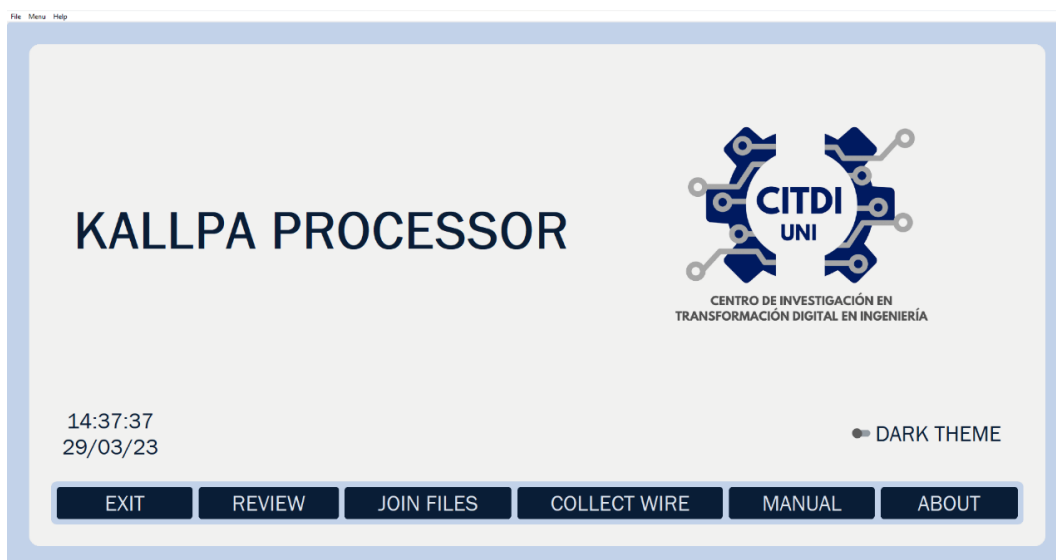 File Menu Help
CITDI
UNI
KALLPA PROCESSOR
CENTRO DE INVESTIGACIÓN EN
TRANSFORMACIÓN DIGITAL EN INGENIERÍA
14:37:37
29/03/23
DARK THEME
EXIT REVIEW JOIN FILES COLLECT WIRE MANUAL ABOUT